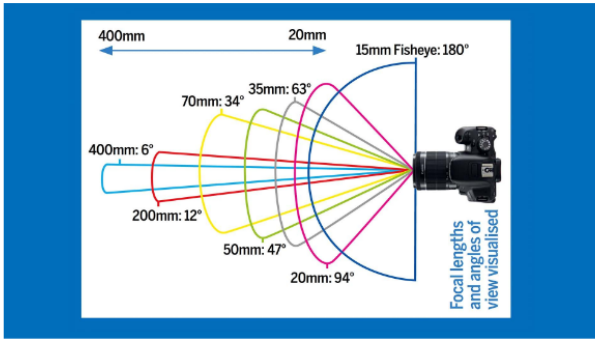 400mm
20mm
15mm Fisheye: 180°
35mm: 63°
70mm: 34°
400mm: 6°
200mm: 12°
50mm: 47°
20mm: 94°
Focal lengths
and angles of
view visualised